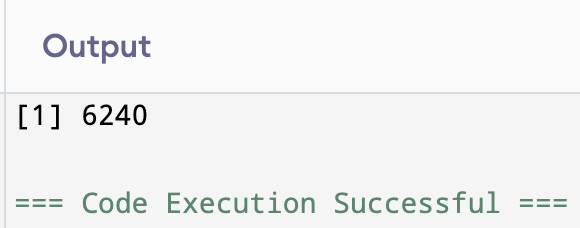 Output
[1] 6240
=== Code Execution Successful ===